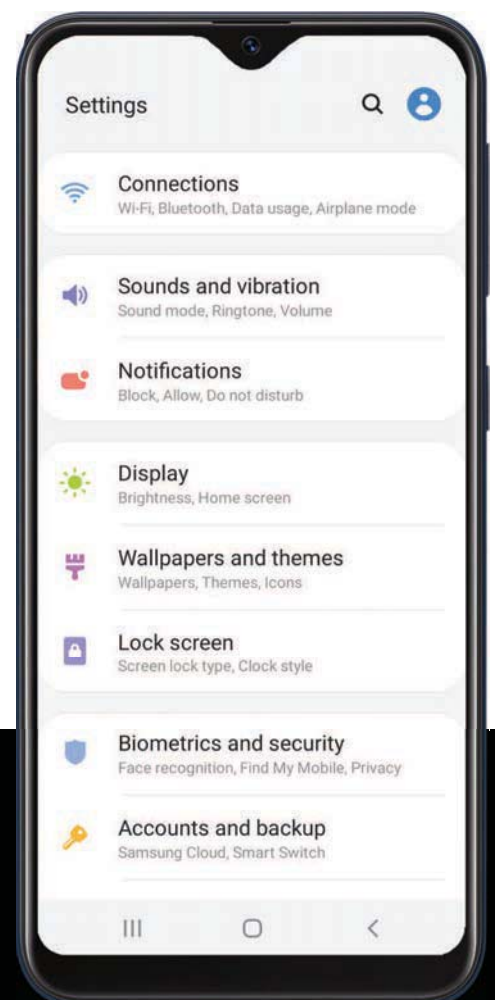 Settings
Connections
Wi-Fi, Bluetooth, Data usage, Airplane mode
Sounds and vibration
Sound mode, Ringtone, Volume
Notifications
Block, Allow, Do not disturb
Display
Brightness, Home screen
Wallpapers and themes
Wallpapers, Themes, Icons
Lock screen
Screen lock type, Clock style
Biometrics and security
Face recognition, Find My Mobile, Privacy
Accounts and backup
Samsung Cloud, Smart Switch